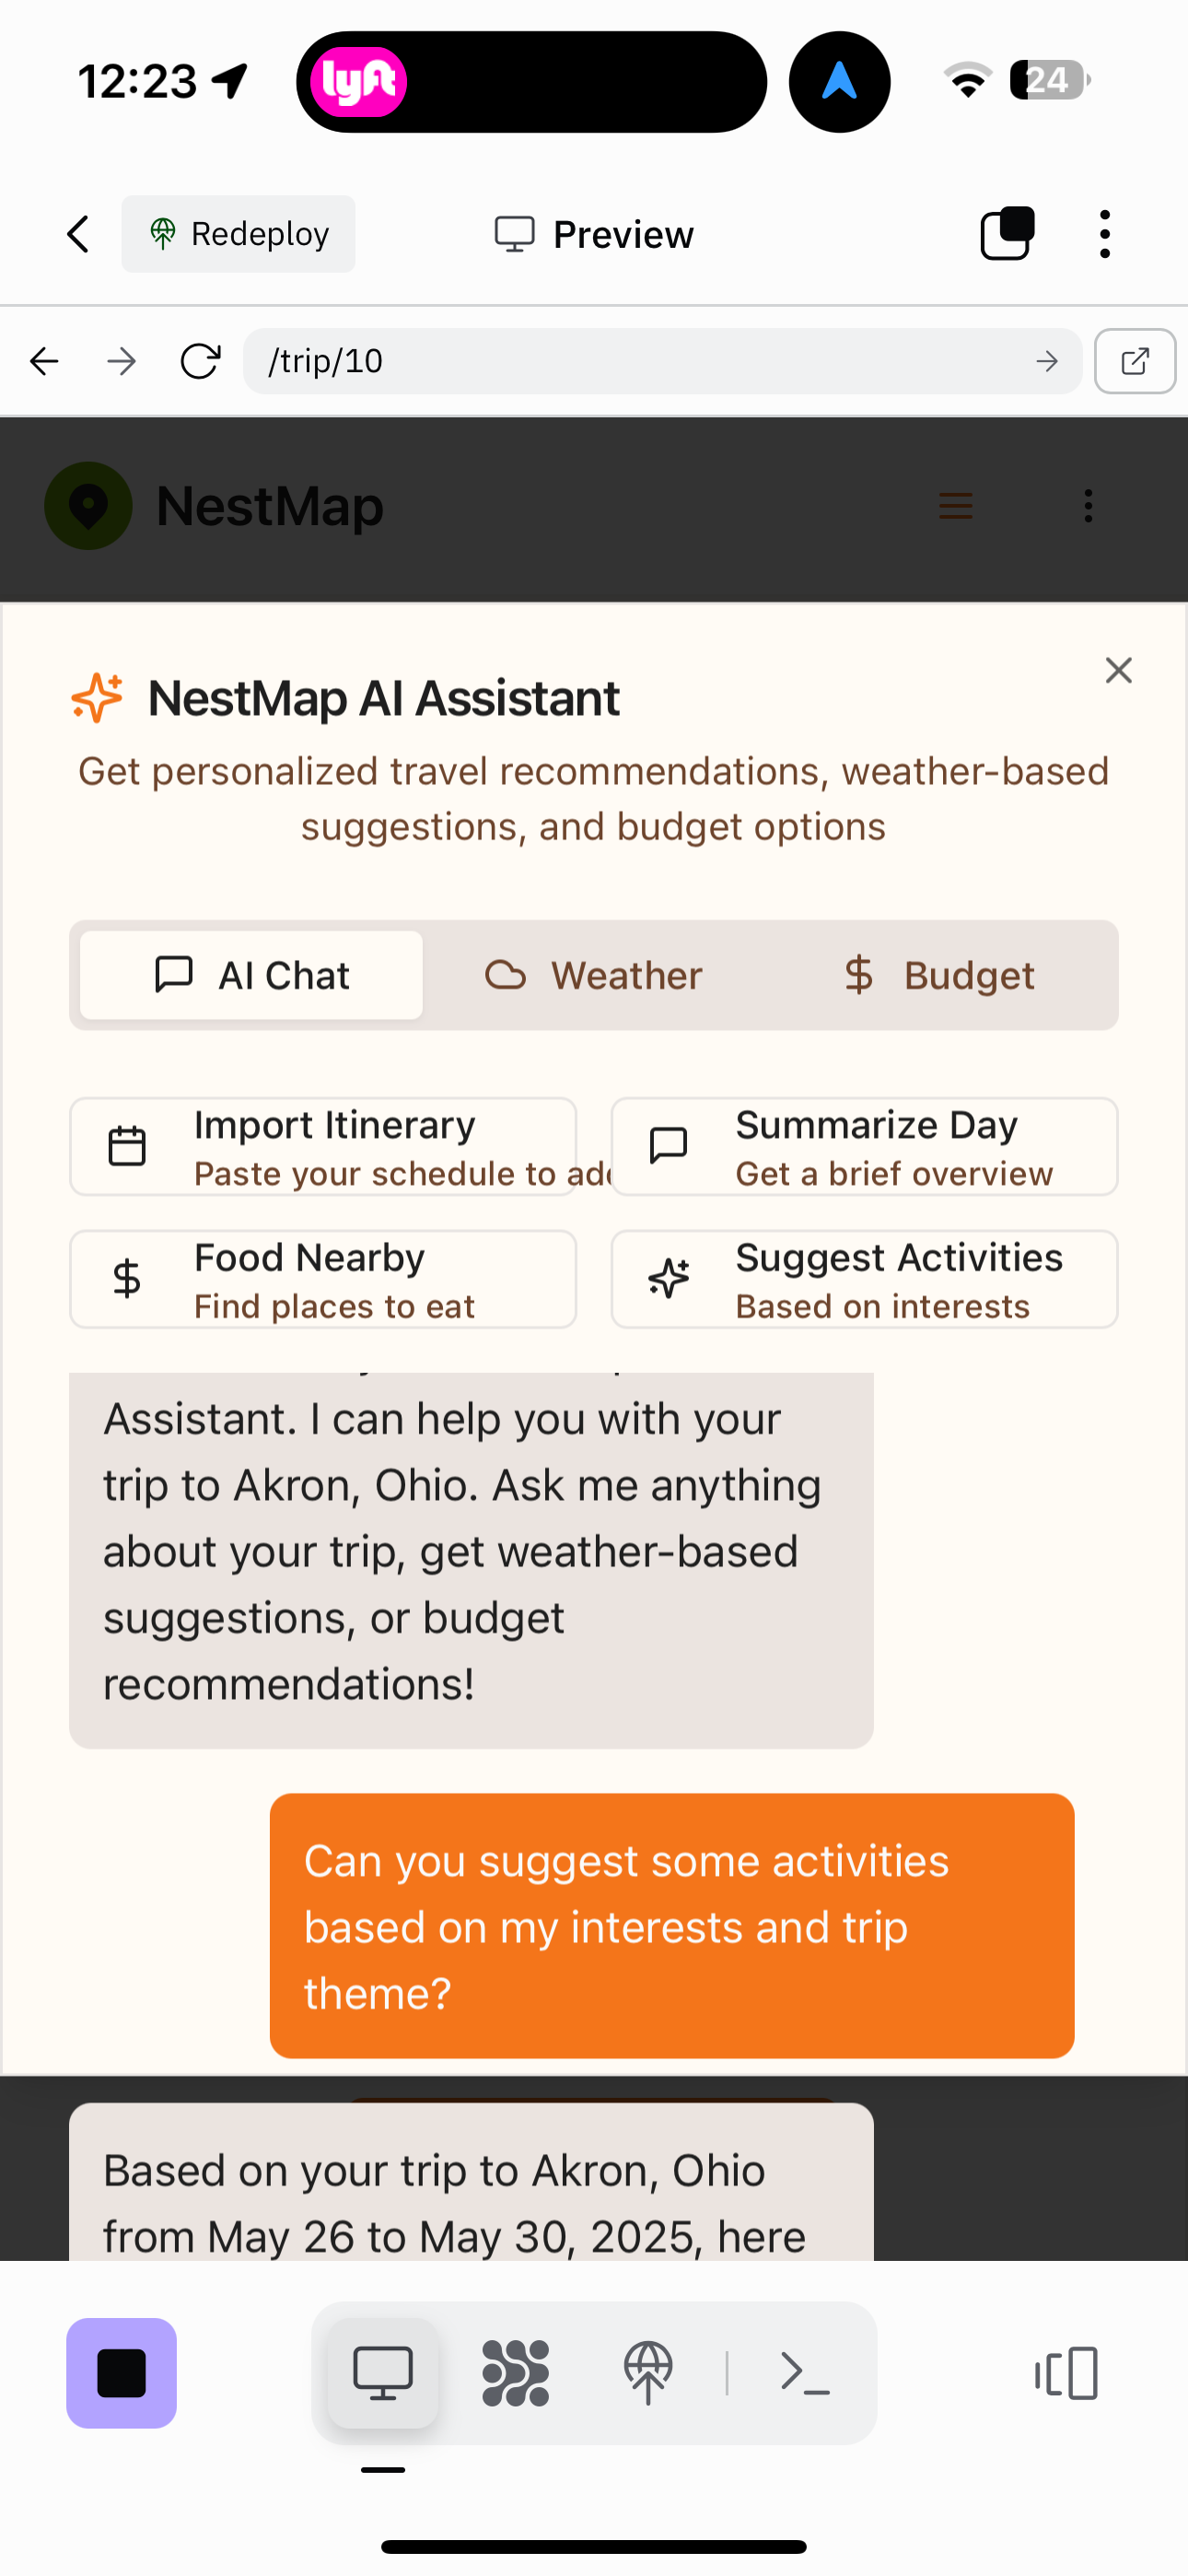 12:23
lyft
24
Redeploy
Preview
/trip/10
NestMap
NestMap AI Assistant
Get personalized travel recommendations, weather-based
suggestions, and budget options
AI Chat
Weather
Budget
Import Itinerary
Paste your schedule to
Summarize Day
Get a brief overview
Food Nearby
Find places to eat
Suggest Activities
Based on interests
Assistant. I can help you with your
trip to Akron, Ohio. Ask me anything
about your trip, get weather-based
suggestions, or budget
recommendations!
Can you suggest some activities
based on my interests and trip
theme?
Based on your trip to Akron, Ohio
from May 26 to May 30, 2025, here